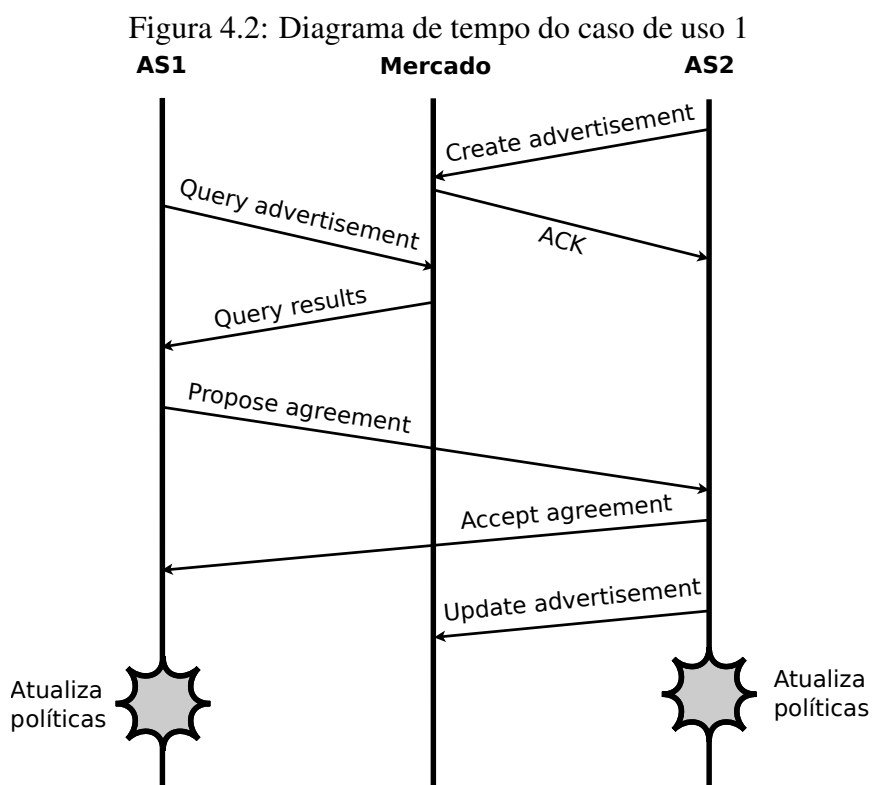 Figura 4.2: Diagrama de tempo do caso de uso 1
AS1
Mercado
AS2
Create advertisement
Query advertisement
ACK
Query results
Propose agreement
Accept agreement
Update advertisement
Atualiza
políticas
Atualiza
políticas